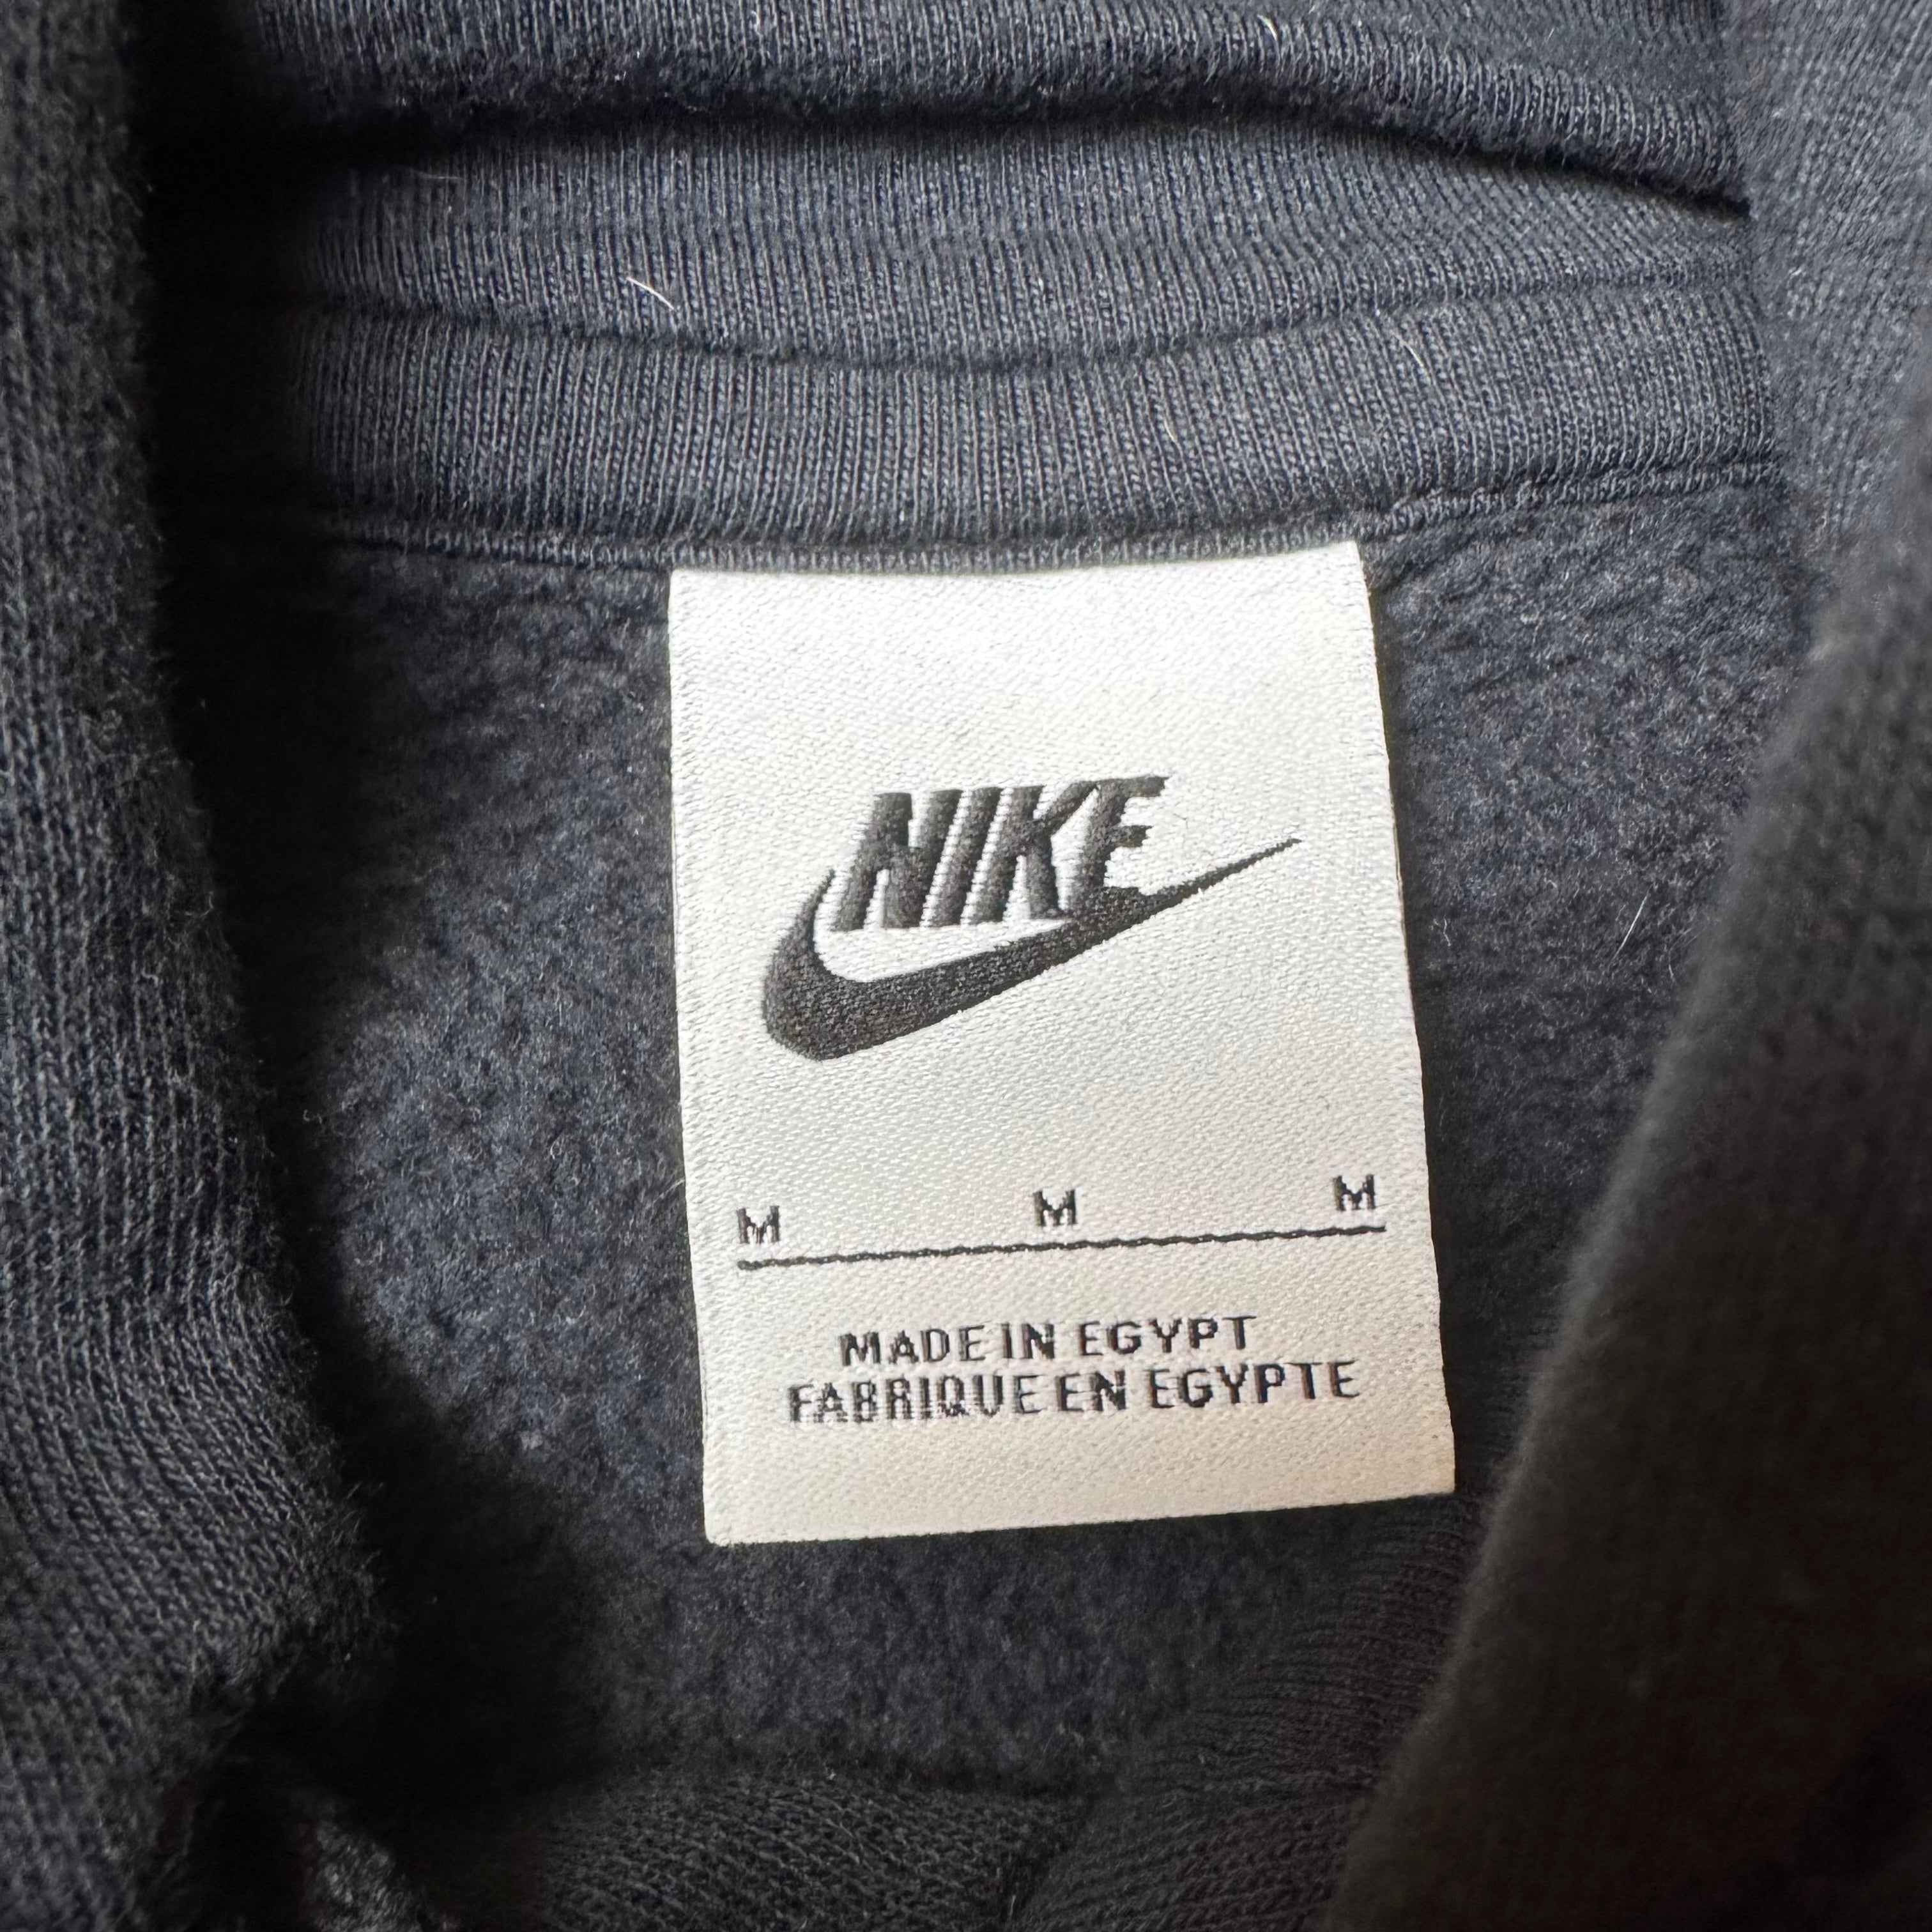 NIKE
M M M
MADE IN EGYPT
FABRIQUE EN EGYPTE